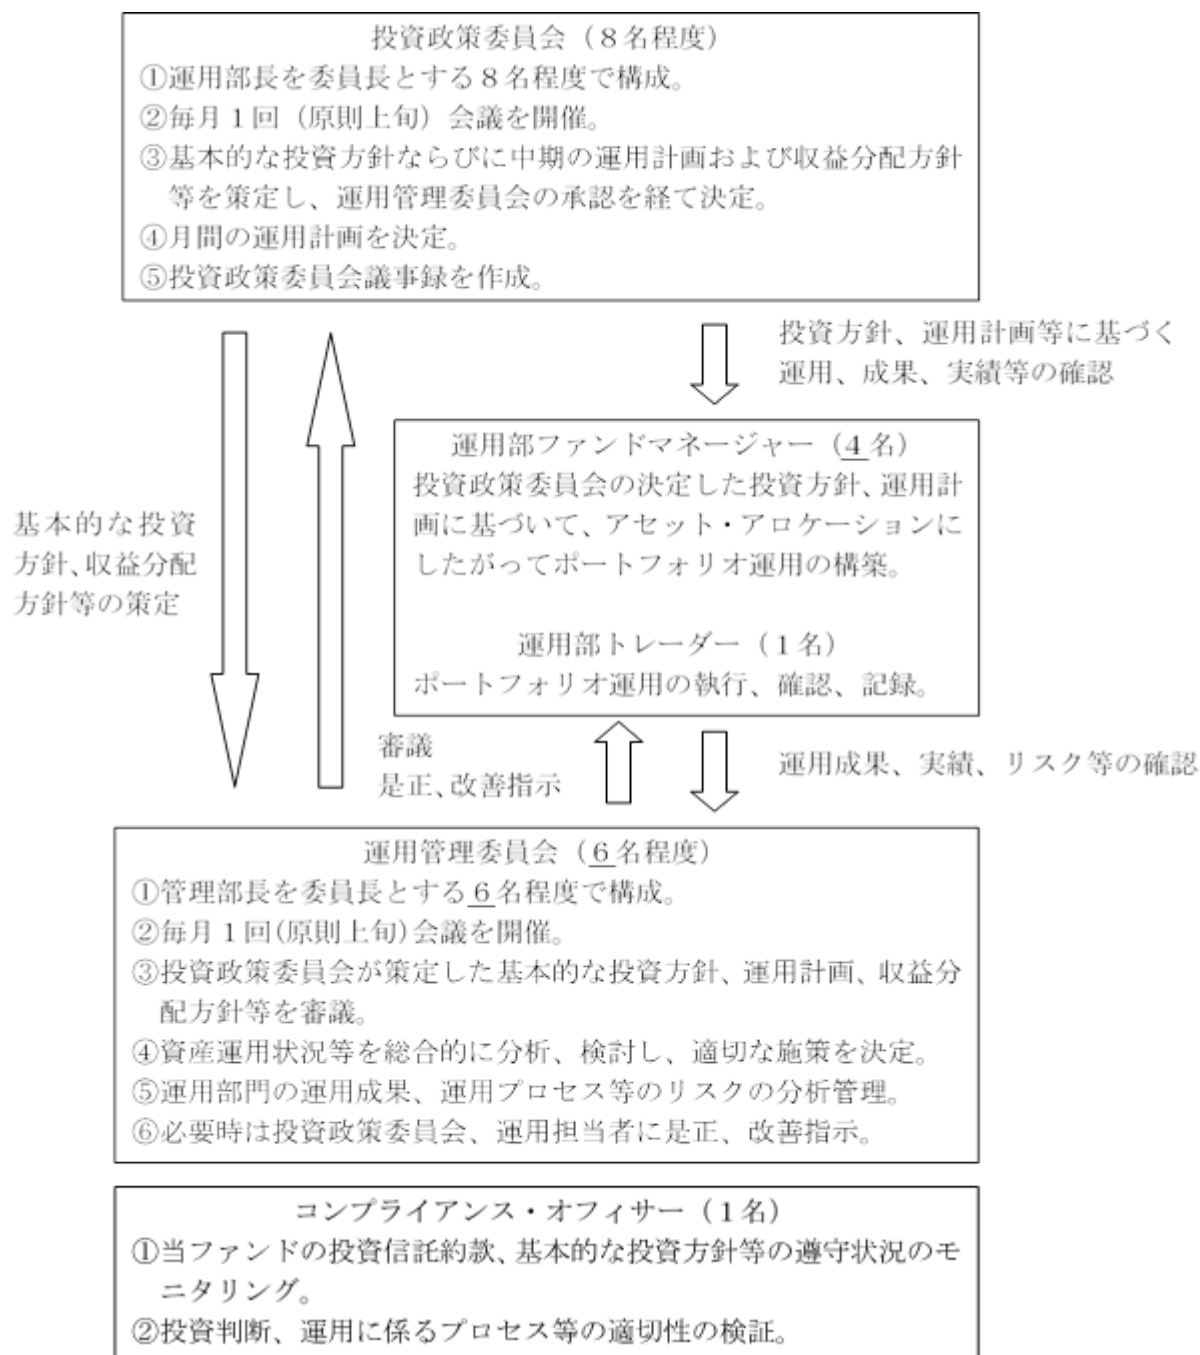 投資政策委員会（８名程度）
①運用部長を委員長とする８名程度で構成。
②毎月１回（原則上旬）会議を開催。
③基本的な投資方針ならびに中期の運用計画および収益分配方針
等を策定し、運用管理委員会の承認を経て決定。
④月間の運用計画を決定。
⑤投資政策委員会議事録を作成。
投資方針、運用計画等に基づく
運用、成果、実績等の確認
運用部ファンドマネージャー（４名）
投資政策委員会の決定した投資方針、運用計
画に基づいて、アセット・アロケーションに
したがってポートフォリオ運用の構築。
運用部トレーダー（１名）
ポートフォリオ運用の執行、確認、記録。
基本的な投資
方針、収益分配
方針等の策定
審議
是正、改善指示
運用成果、実績、リスク等の確認
運用管理委員会（６名程度）
①管理部長を委員長とする６名程度で構成。
②毎月１回(原則上旬)会議を開催。
③投資政策委員会が策定した基本的な投資方針、運用計画、収益分
配方針等を審議。
④資産運用状況等を総合的に分析、検討し、適切な施策を決定。
⑤運用部門の運用成果、運用プロセス等のリスクの分析管理。
⑥必要時は投資政策委員会、運用担当者に是正、改善指示。
コンプライアンス・オフィサー（１名）
①当ファンドの投資信託約款、基本的な投資方針等の遵守状況のモ
ニタリング。
②投資判断、運用に係るプロセス等の適切性の検証。